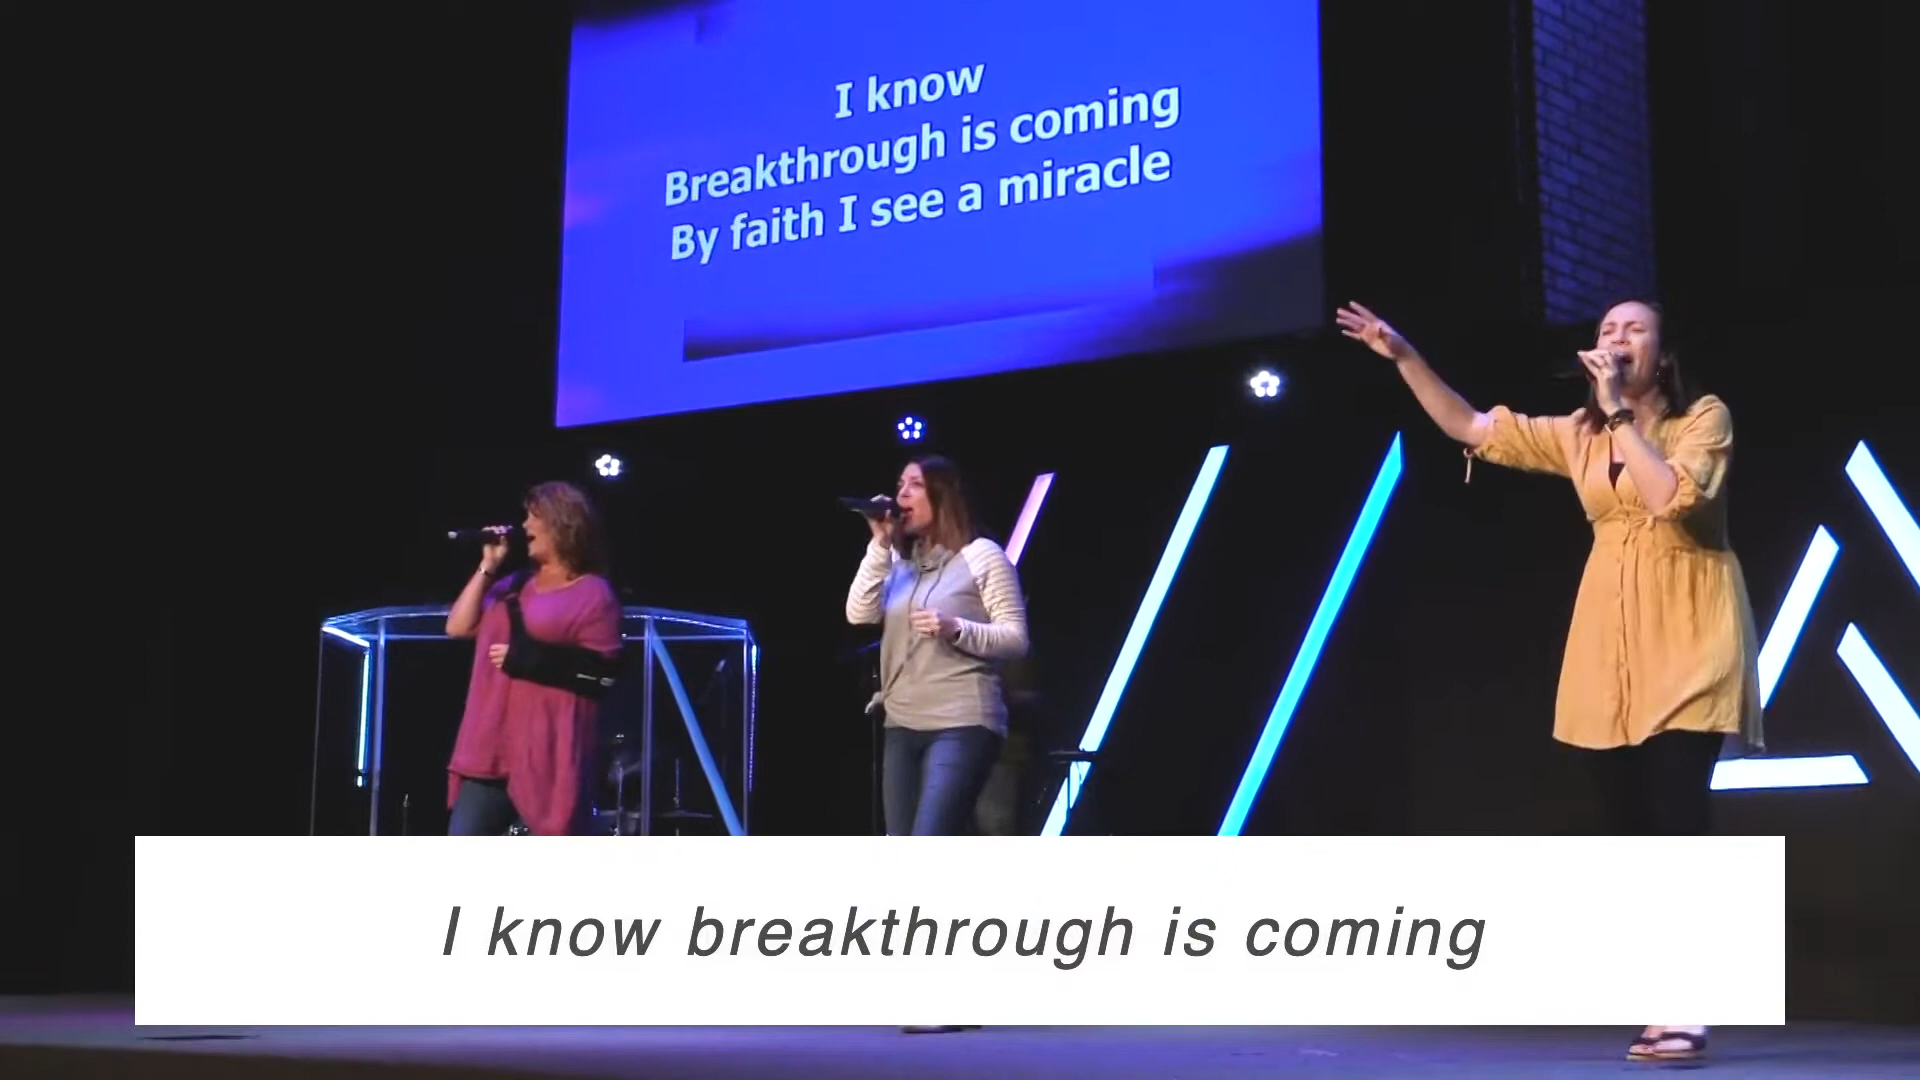 I know
Breakthrough is coming
By faith I see a miracle
I know breakthrough is coming